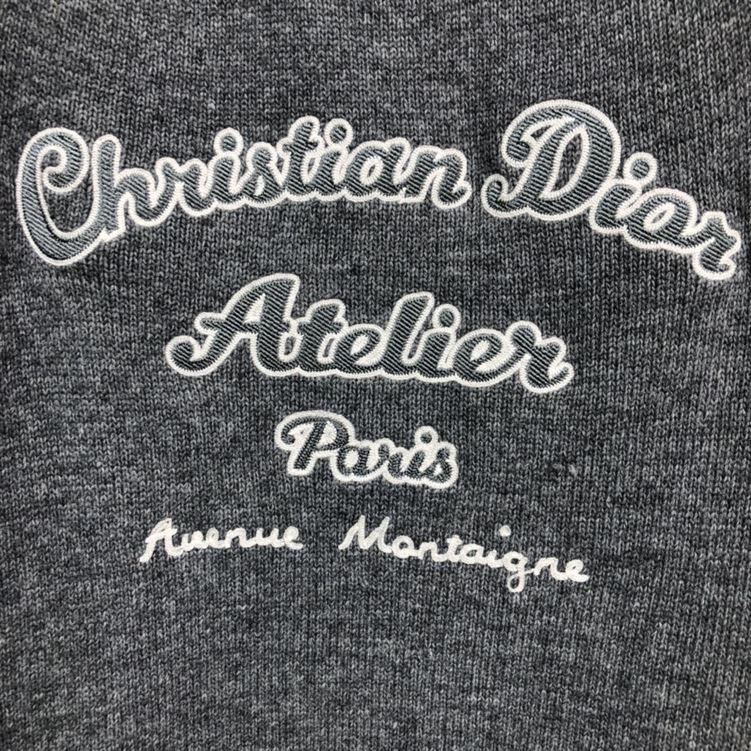 Christian Dior
Atelier
Paris
Avenue Montaigne